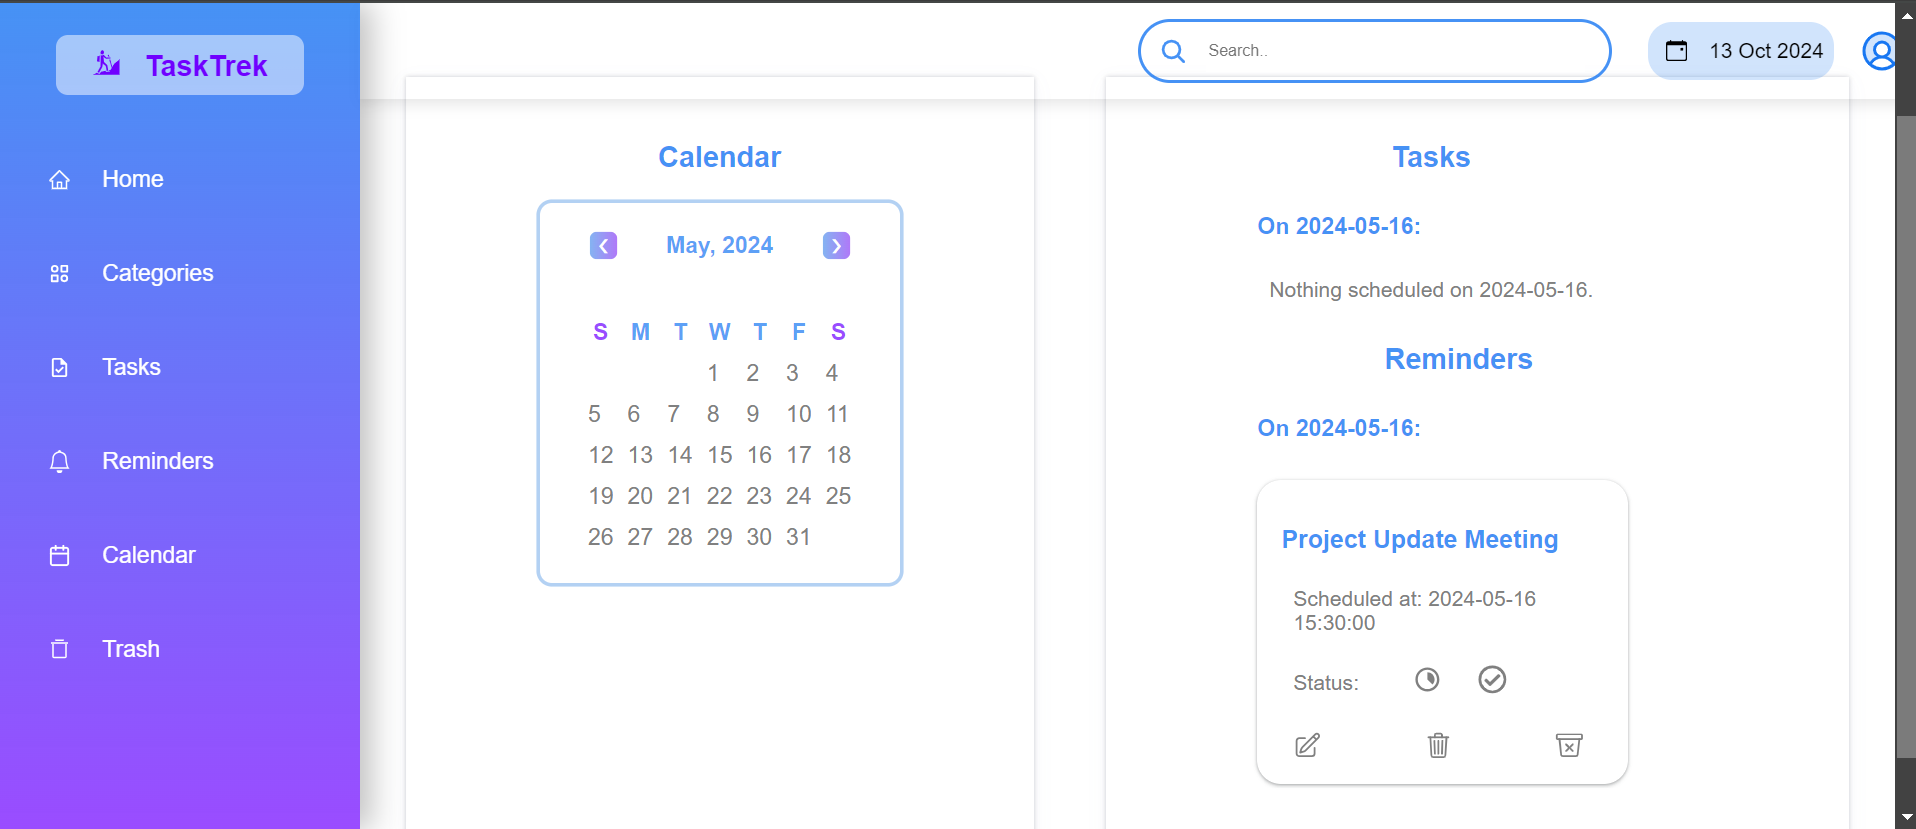 TaskTrek
Home
Categories
Tasks
Reminders
Calendar
Trash
Search..
13 Oct 2024
Calendar
May, 2024
S M T W T F S
1 2 3 4
5 6 7 8 9 10 11
12 13 14 15 16 17 18
19 20 21 22 23 24 25
26 27 28 29 30 31
Tasks
On 2024-05-16:
Nothing scheduled on 2024-05-16.
Reminders
On 2024-05-16:
Project Update Meeting
Scheduled at: 2024-05-16
15:30:00
Status: